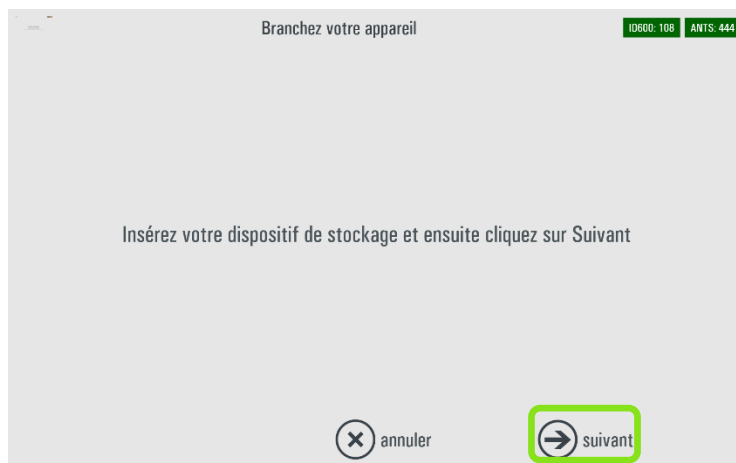 Branchez votre appareil
ID600: 108 ANTS: 444
Insérez votre dispositif de stockage et ensuite cliquez sur Suivant
annuler
suivant